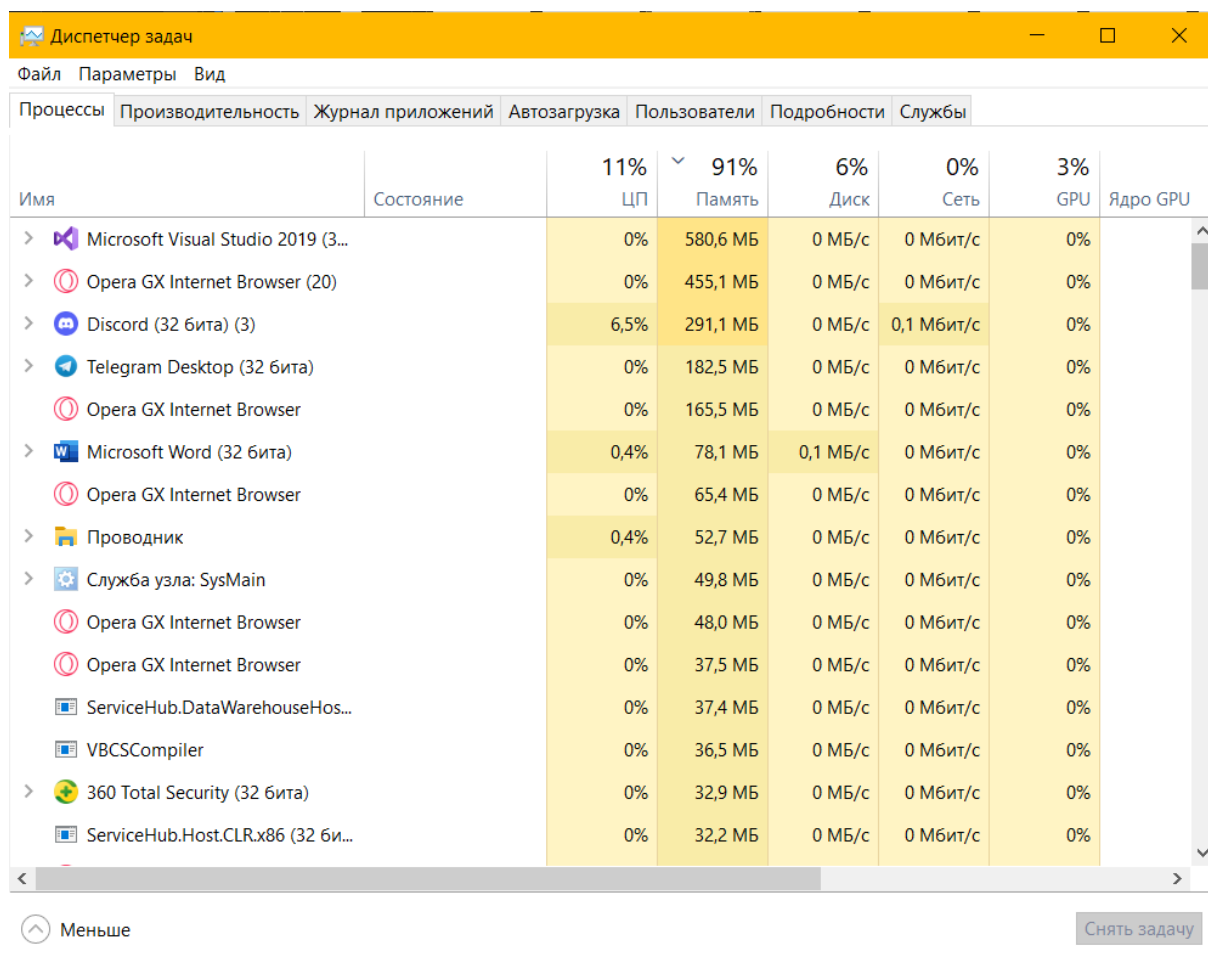 Диспетчер задач
Файл Параметры Вид
Процессы Производительность Журнал приложений Автозагрузка Пользователи Подробности Службы
11% 91% 6% 0% 3%
Имя Состояние ЦП Память Диск Сеть GPU Ядро GPU
Microsoft Visual Studio 2019 (3... 0% 580,6 МБ 0 МБ/с 0 Мбит/с 0%
Opera GX Internet Browser (20) 0% 455,1 МБ 0 МБ/с 0 Мбит/с 0%
Discord (32 бита) (3) 6,5% 291,1 МБ 0 МБ/с 0,1 Мбит/с 0%
Telegram Desktop (32 бита) 0% 182,5 МБ 0 МБ/с 0 Мбит/с 0%
Opera GX Internet Browser 0% 165,5 МБ 0 МБ/с 0 Мбит/с 0%
Microsoft Word (32 бита) 0,4% 78,1 МБ 0,1 МБ/с 0 Мбит/с 0%
Opera GX Internet Browser 0% 65,4 МБ 0 МБ/с 0 Мбит/с 0%
Проводник 0,4% 52,7 МБ 0 МБ/с 0 Мбит/с 0%
Служба узла: SysMain 0% 49,8 МБ 0 МБ/с 0 Мбит/с 0%
Opera GX Internet Browser 0% 48,0 МБ 0 МБ/с 0 Мбит/с 0%
Opera GX Internet Browser 0% 37,5 МБ 0 МБ/с 0 Мбит/с 0%
ServiceHub.DataWarehouseHos... 0% 37,4 МБ 0 МБ/с 0 Мбит/с 0%
VBCSCompiler 0% 36,5 МБ 0 МБ/с 0 Мбит/с 0%
360 Total Security (32 бита) 0% 32,9 МБ 0 МБ/с 0 Мбит/с 0%
ServiceHub.Host.CLR.x86 (32 би... 0% 32,2 МБ 0 МБ/с 0 Мбит/с 0%
Меньше Снять задачу